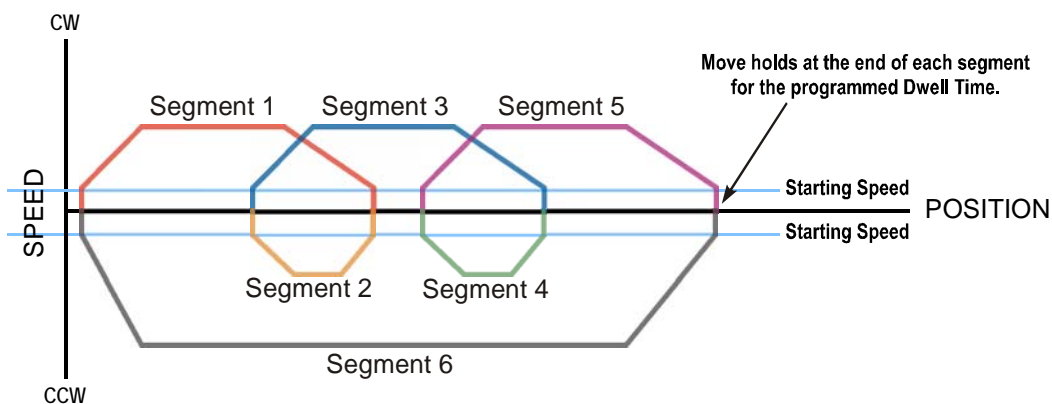 CW
Move holds at the end of each segment
for the programmed Dwell Time.
Segment 1
Segment 3
Segment 5
SPEED
Starting Speed
POSITION
Starting Speed
Segment 2
Segment 4
Segment 6
CCW